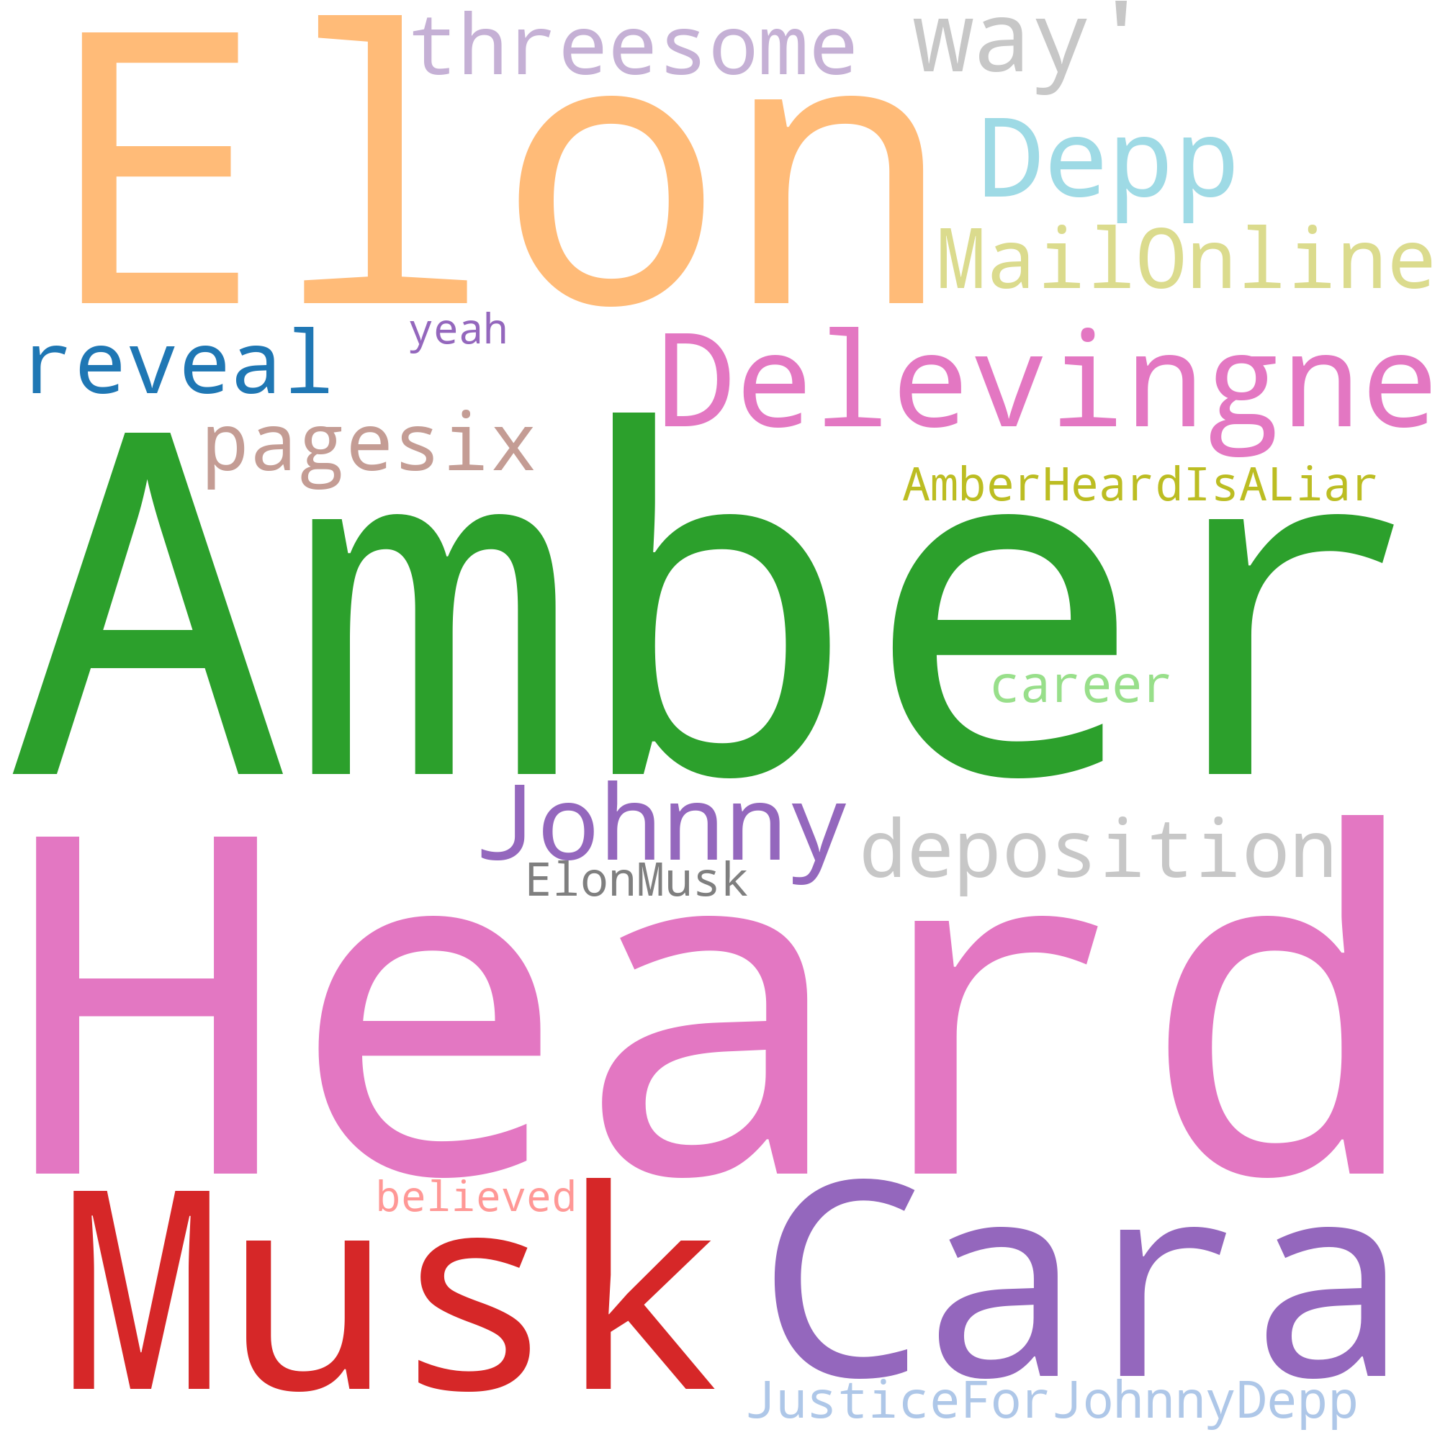 threesome
way'
Elon
Depp
MailOnline
yeah
reveal
Delevingne
pagesix
AmberHeardIsALiar
Amber
career
Johnny
deposition
ElonMusk
Heard
believed
Musk
Cara
JusticeForJohnnyDepp